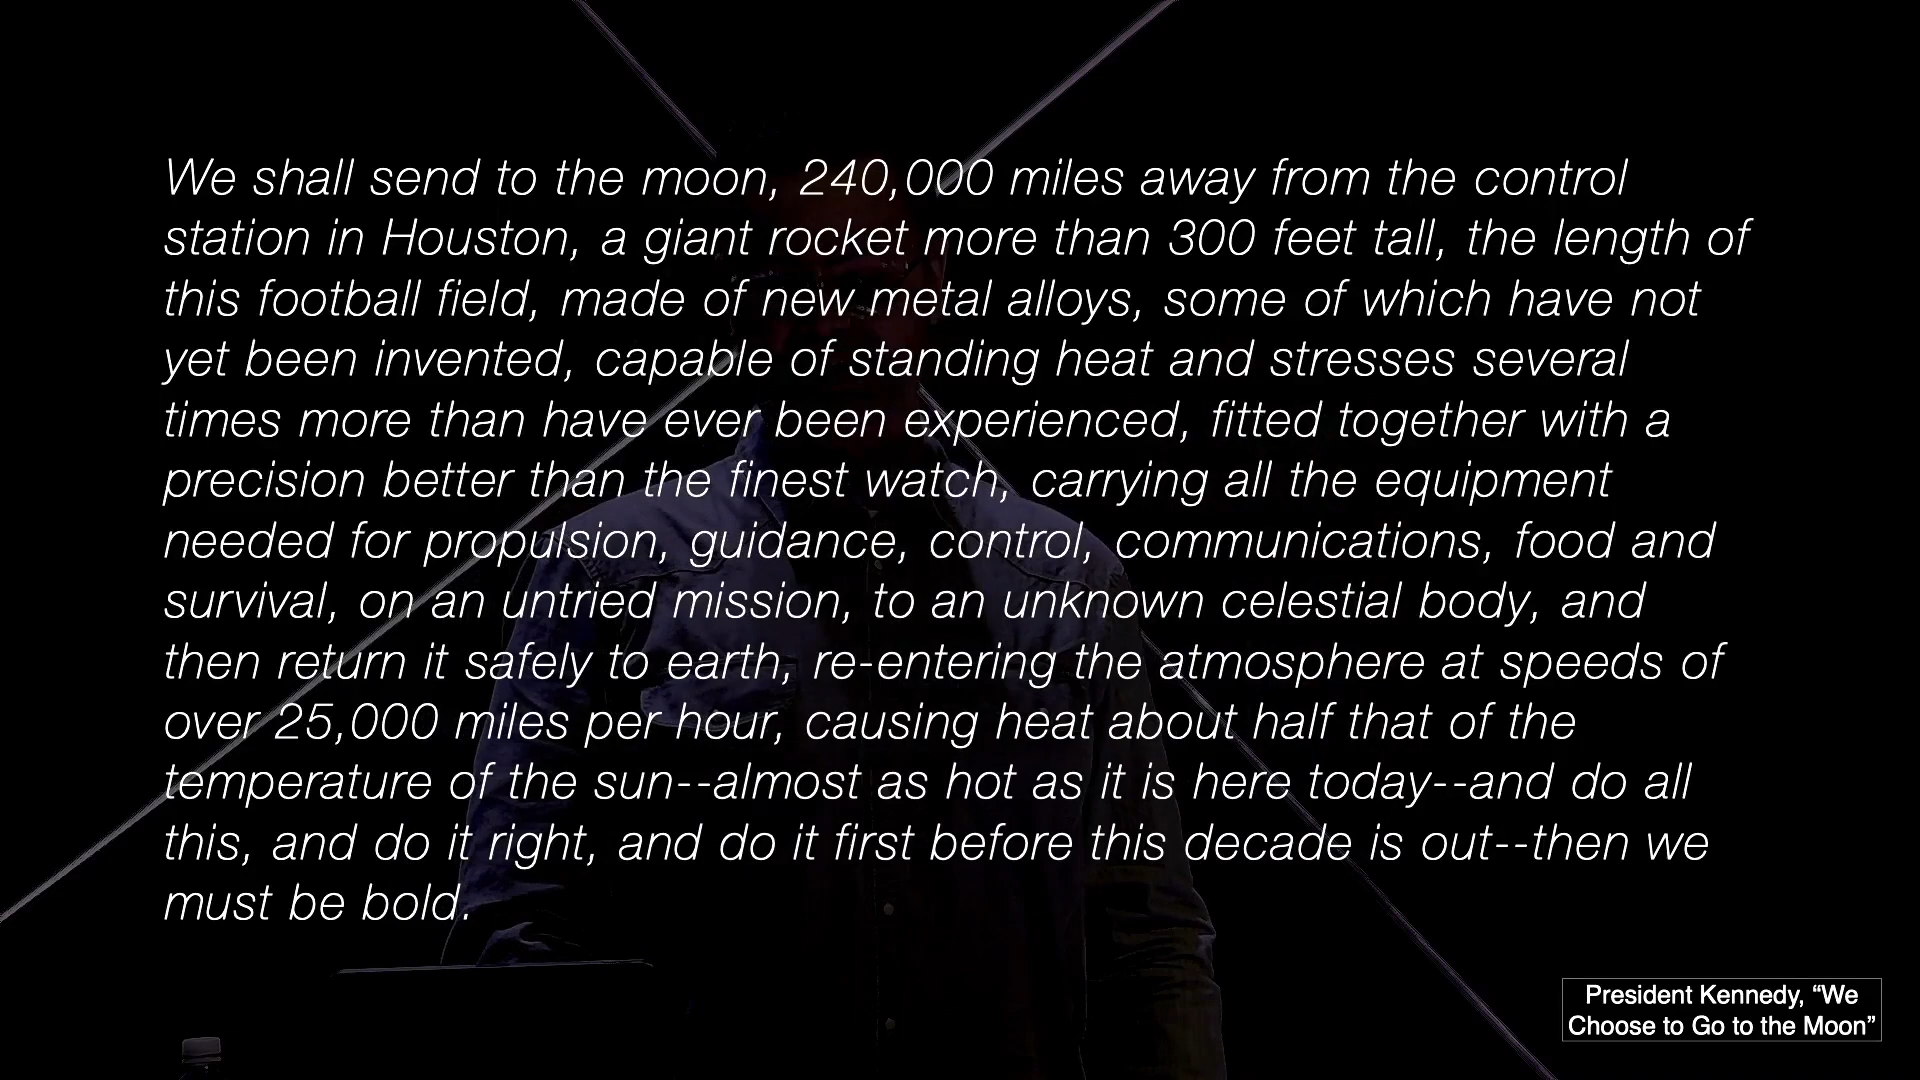 We shall send to the moon, 240,000 miles away from the control
station in Houston, a giant rocket more than 300 feet tall, the length of
this football field, made of new metal alloys, some of which have not
yet been invented, capable of standing heat and stresses several
times more than have ever been experienced, fitted together with a
precision better than the finest watch, carrying all the equipment
needed for propulsion, guidance, control, communications, food and
survival, on an untried mission, to an unknown celestial body, and
then return it safely to earth, re-entering the atmosphere at speeds of
over 25,000 miles per hour, causing heat about half that of the
temperature of the sun--almost as hot as it is here today--and do all
this, and do it right, and do it first before this decade is out--then we
must be bold.
President Kennedy, “We
Choose to Go to the Moon”